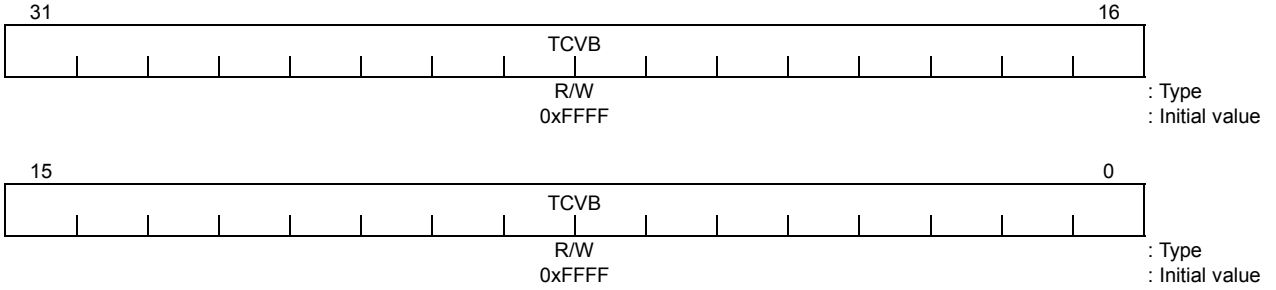 31 16
TCVB
R/W : Type
0xFFFF : Initial value
15 0
TCVB
R/W : Type
0xFFFF : Initial value